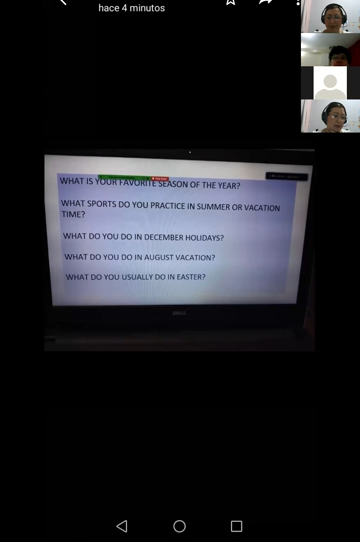 hace 4 minutos
WHAT IS YOUR FAVORITE SEASON OF THE YEAR?
WHAT SPORTS DO YOU PRACTICE IN SUMMER OR VACATION
TIME?
WHAT DO YOU DO IN DECEMBER HOLIDAYS?
WHAT DO YOU DO IN AUGUST VACATION?
WHAT DO YOU USUALLY DO IN EASTER?
DELL